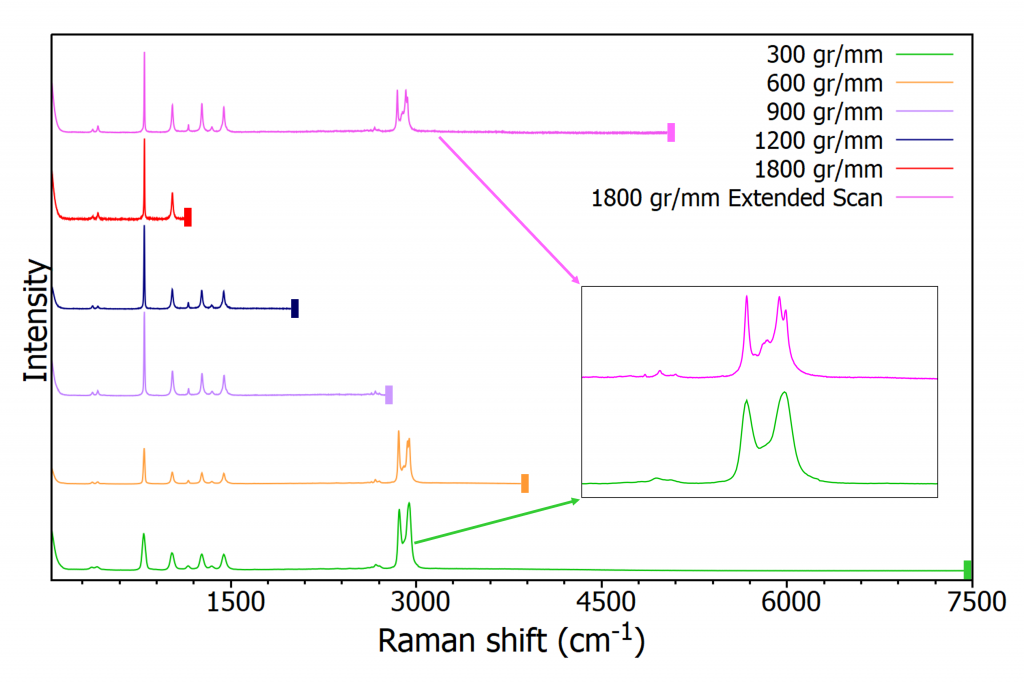 300 gr/mm
600 gr/mm
900 gr/mm
1200 gr/mm
1800 gr/mm
1800 gr/mm Extended Scan
Intensity
1500 3000 4500 6000 7500
Raman shift (cm⁻¹)